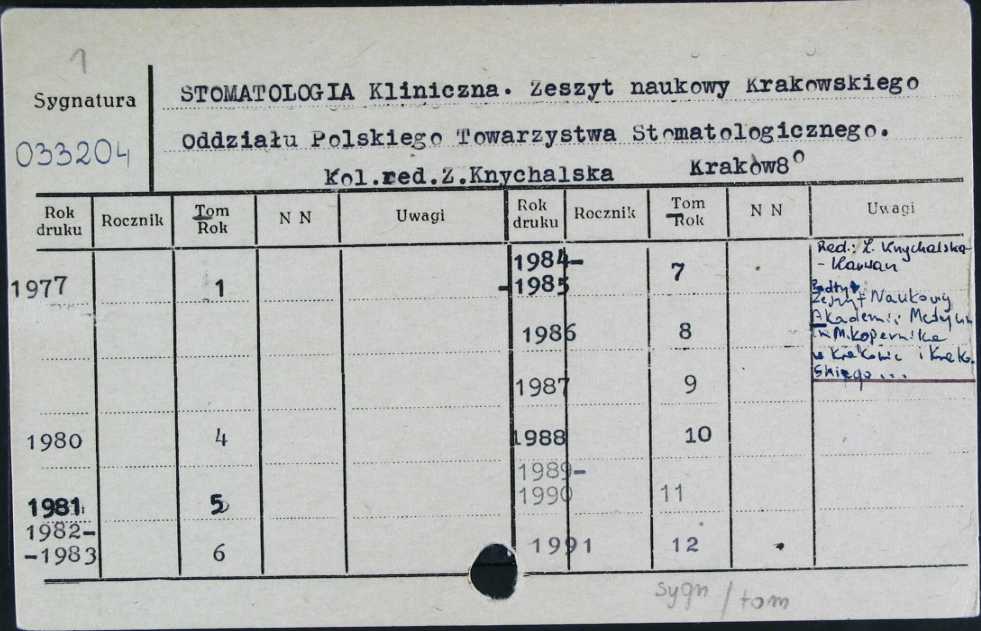 1
Sygnatura
033204
STOMATOLOGIA Kliniczna. Zeszyt naukowy Krakowskiego
Oddziału Polskiego Towarzystwa Stomatologicznego.
Kol.red.Z.Knychalska Kraków8°
Rok druku Rocznik Tom Rok N N Uwagi Rok druku Rocznik Tom Rok N N Uwagi
1977 1
1980 4
1981 5
1982-
-1983 6
1984-
-1985 7
1986 8
1987 9
1988 10
1989-
1990 11
1991 12
Red.: Z. Knychalska
- Karwan
Zeszyt Naukowy
Akademii Medycz
im M. Kopernika
w Krakowie i Krako.
Skiego...
sygn / tom